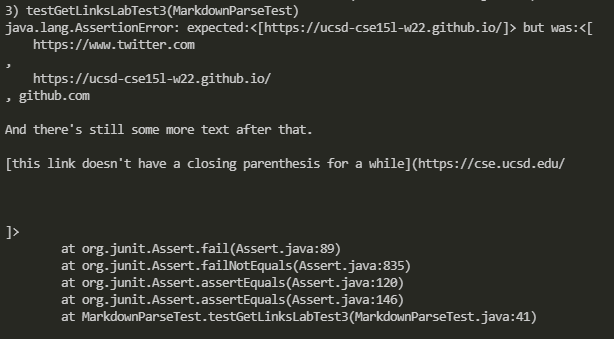 3) testGetLinksLabTest3(MarkdownParseTest)
java.lang.AssertionError: expected:<[https://ucsd-cse15l-w22.github.io/]> but was:<[
    https://www.twitter.com
,
    https://ucsd-cse15l-w22.github.io/
, github.com

And there's still some more text after that.

[this link doesn't have a closing parenthesis for a while](https://cse.ucsd.edu/



]>
        at org.junit.Assert.fail(Assert.java:89)
        at org.junit.Assert.failNotEquals(Assert.java:835)
        at org.junit.Assert.assertEquals(Assert.java:120)
        at org.junit.Assert.assertEquals(Assert.java:146)
        at MarkdownParseTest.testGetLinksLabTest3(MarkdownParseTest.java:41)